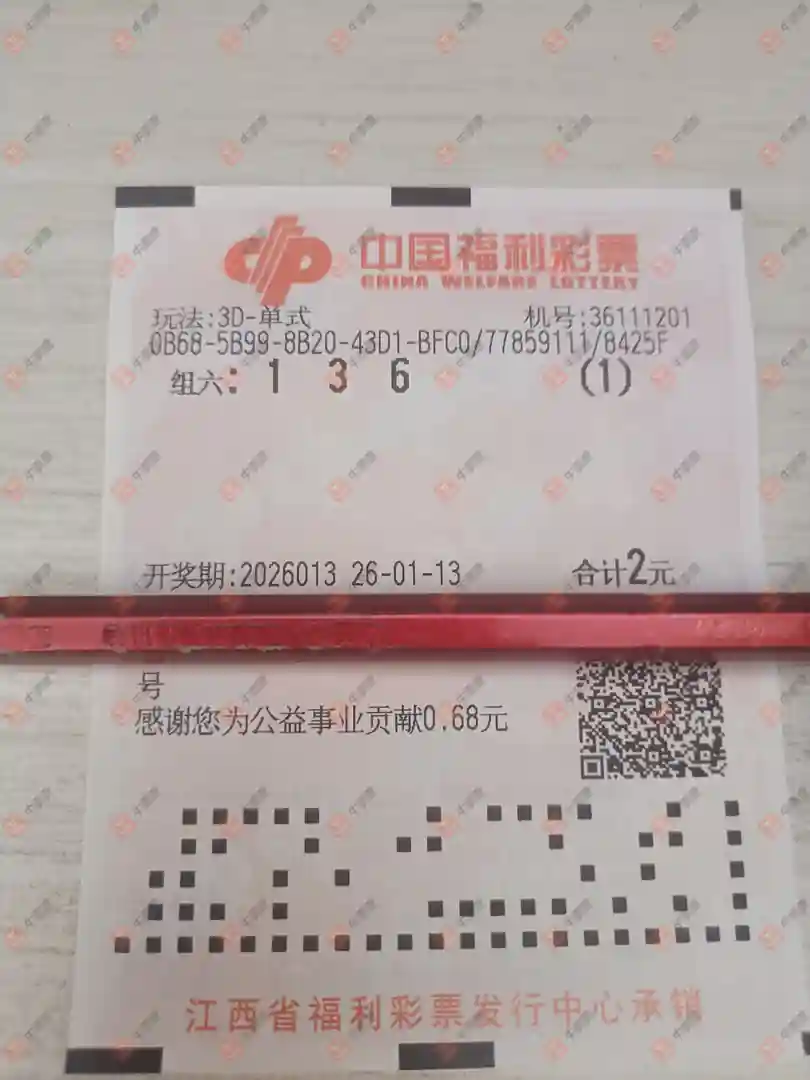 中国福利彩票
CHINA WELFARE LOTTERY
玩法:3D-单式 机号:36111201
0B68-5B99-8B20-43D1-BFC0/77859111/8425F
组六: 1 3 6 (1)
开奖期:2026013 26-01-13 合计2元
号
感谢您为公益事业贡献0.68元
江西省福利彩票发行中心承销